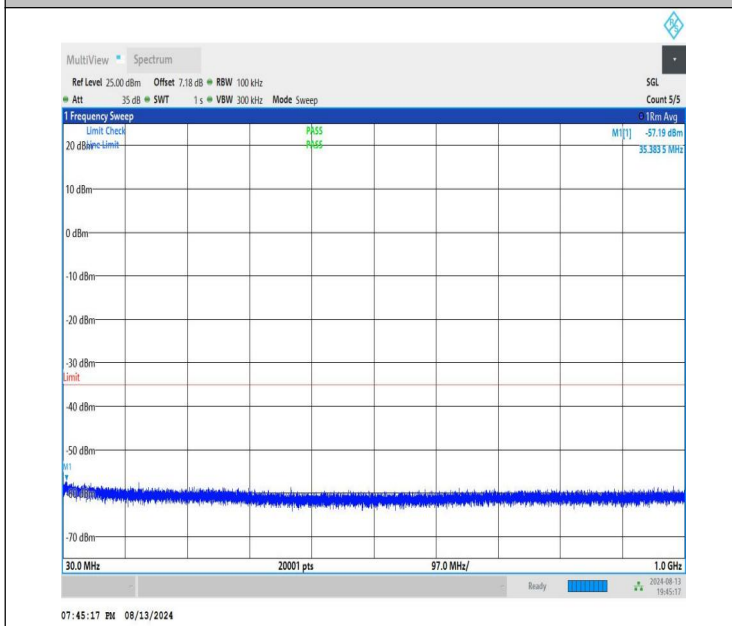 MultiView Spectrum
Ref Level 25.00 dBm Offset 7.18 dB RBW 100 kHz SGL
Att 35 dB SWT 1 s VBW 300 kHz Mode Sweep Count 5/5
1 Frequency Sweep 1Rm Avg
Limit Check PASS M1[1] -57.19 dBm
20 dBm Line Limit PASS 35.383 5 MHz
10 dBm
0 dBm
-10 dBm
-20 dBm
-30 dBm
Limit
-40 dBm
-50 dBm
M1
-70 dBm
30.0 MHz 20001 pts 97.0 MHz/ 1.0 GHz
Ready 2024-08-13
19:45:17
07:45:17 PM 08/13/2024